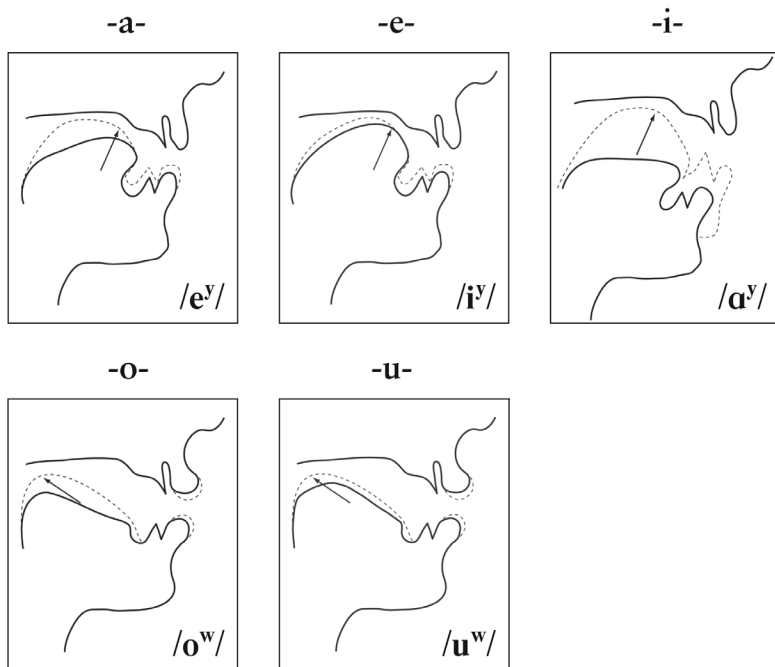 -a- -e- -i-
/eʸ/ /iʸ/ /ɑʸ/
-o- -u-
/oʷ/ /uʷ/